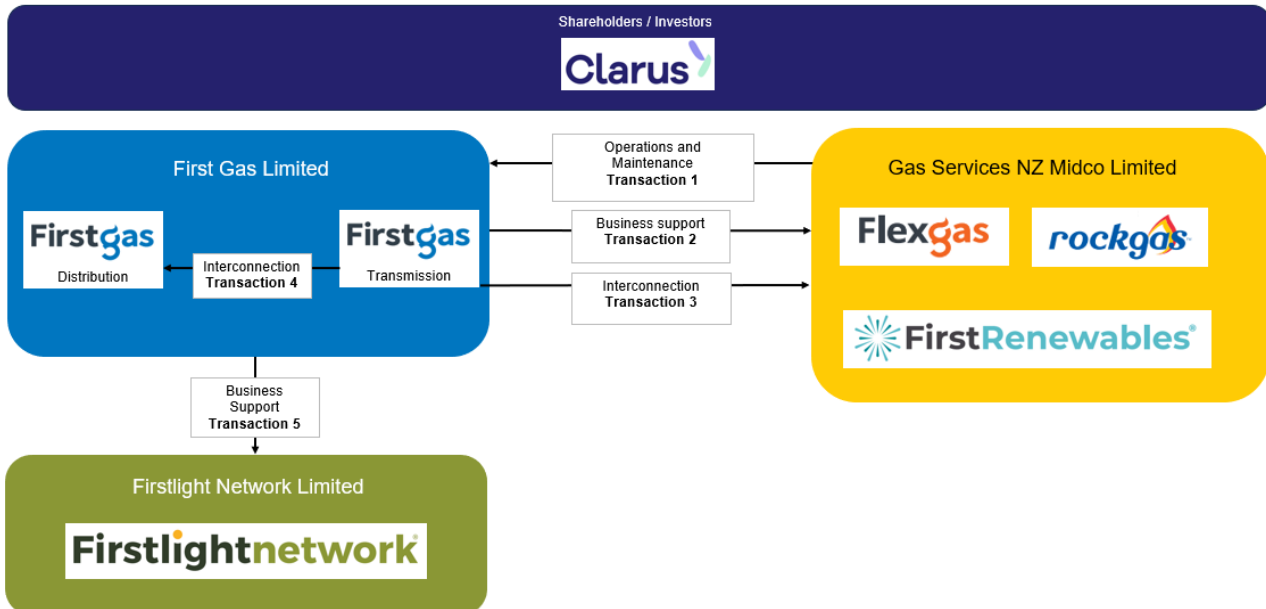 Shareholders / Investors
Clarus
First Gas Limited
Firstgas
Distribution
Interconnection
Transaction 4
Firstgas
Transmission
Operations and
Maintenance
Transaction 1
Business support
Transaction 2
Interconnection
Transaction 3
Gas Services NZ Midco Limited
Flexgas
rockgas™
FirstRenewables®
Business
Support
Transaction 5
Firstlight Network Limited
Firstlightnetwork®